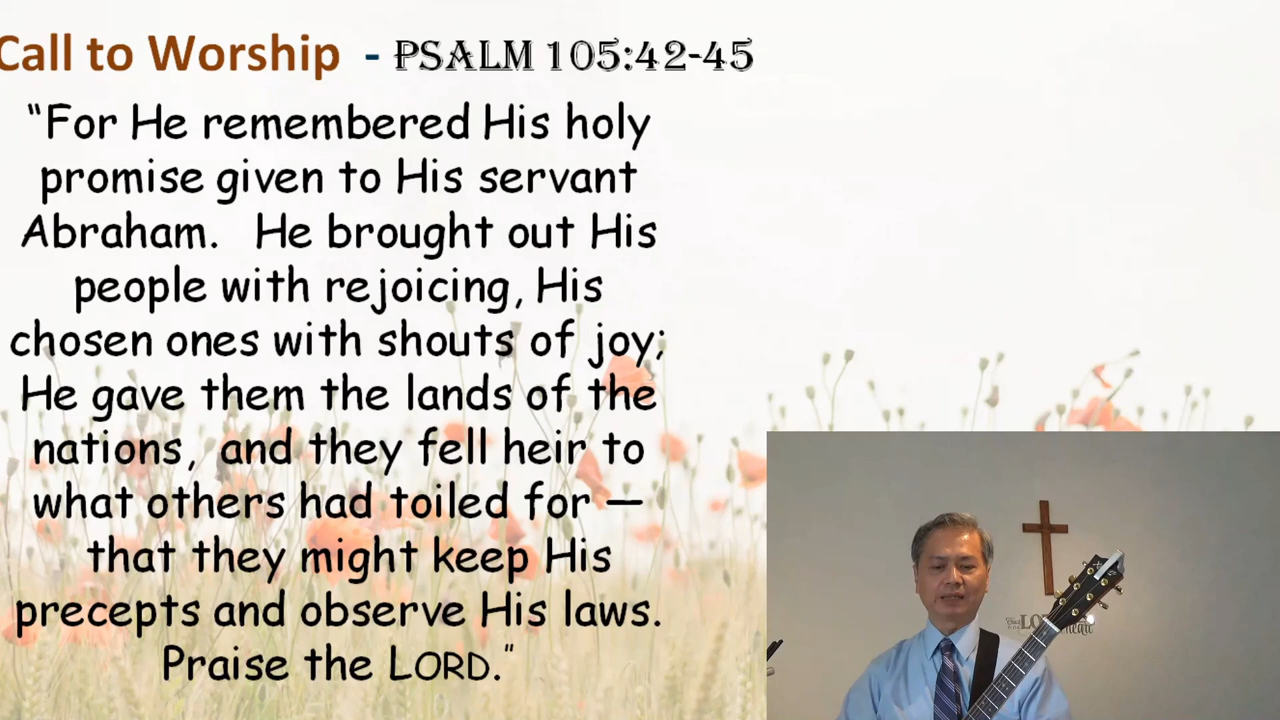 Call to Worship - PSALM 105:42-45
“For He remembered His holy
promise given to His servant
Abraham. He brought out His
people with rejoicing, His
chosen ones with shouts of joy;
He gave them the lands of the
nations, and they fell heir to
what others had toiled for —
that they might keep His
precepts and observe His laws.
Praise the LORD.”